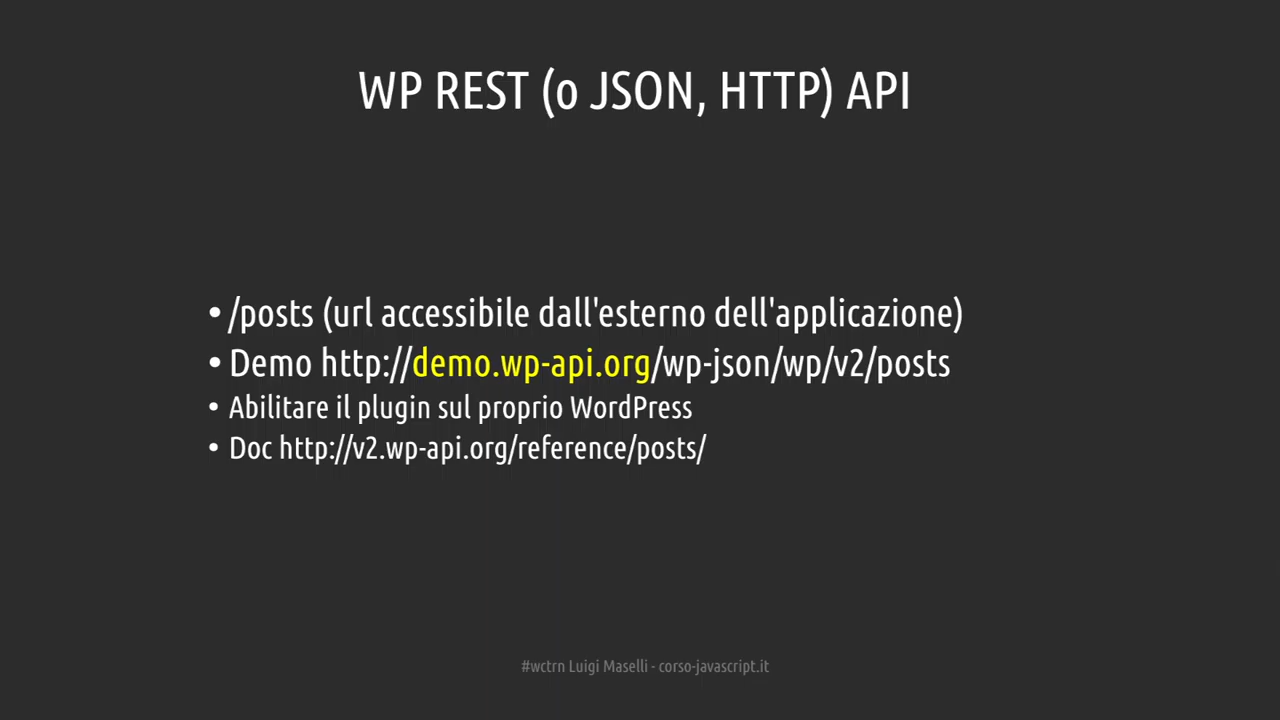 WP REST (o JSON, HTTP) API
• /posts (url accessibile dall'esterno dell'applicazione)
• Demo http://demo.wp-api.org/wp-json/wp/v2/posts
• Abilitare il plugin sul proprio WordPress
• Doc http://v2.wp-api.org/reference/posts/
#wctrn Luigi Maselli - corso-javascript.it